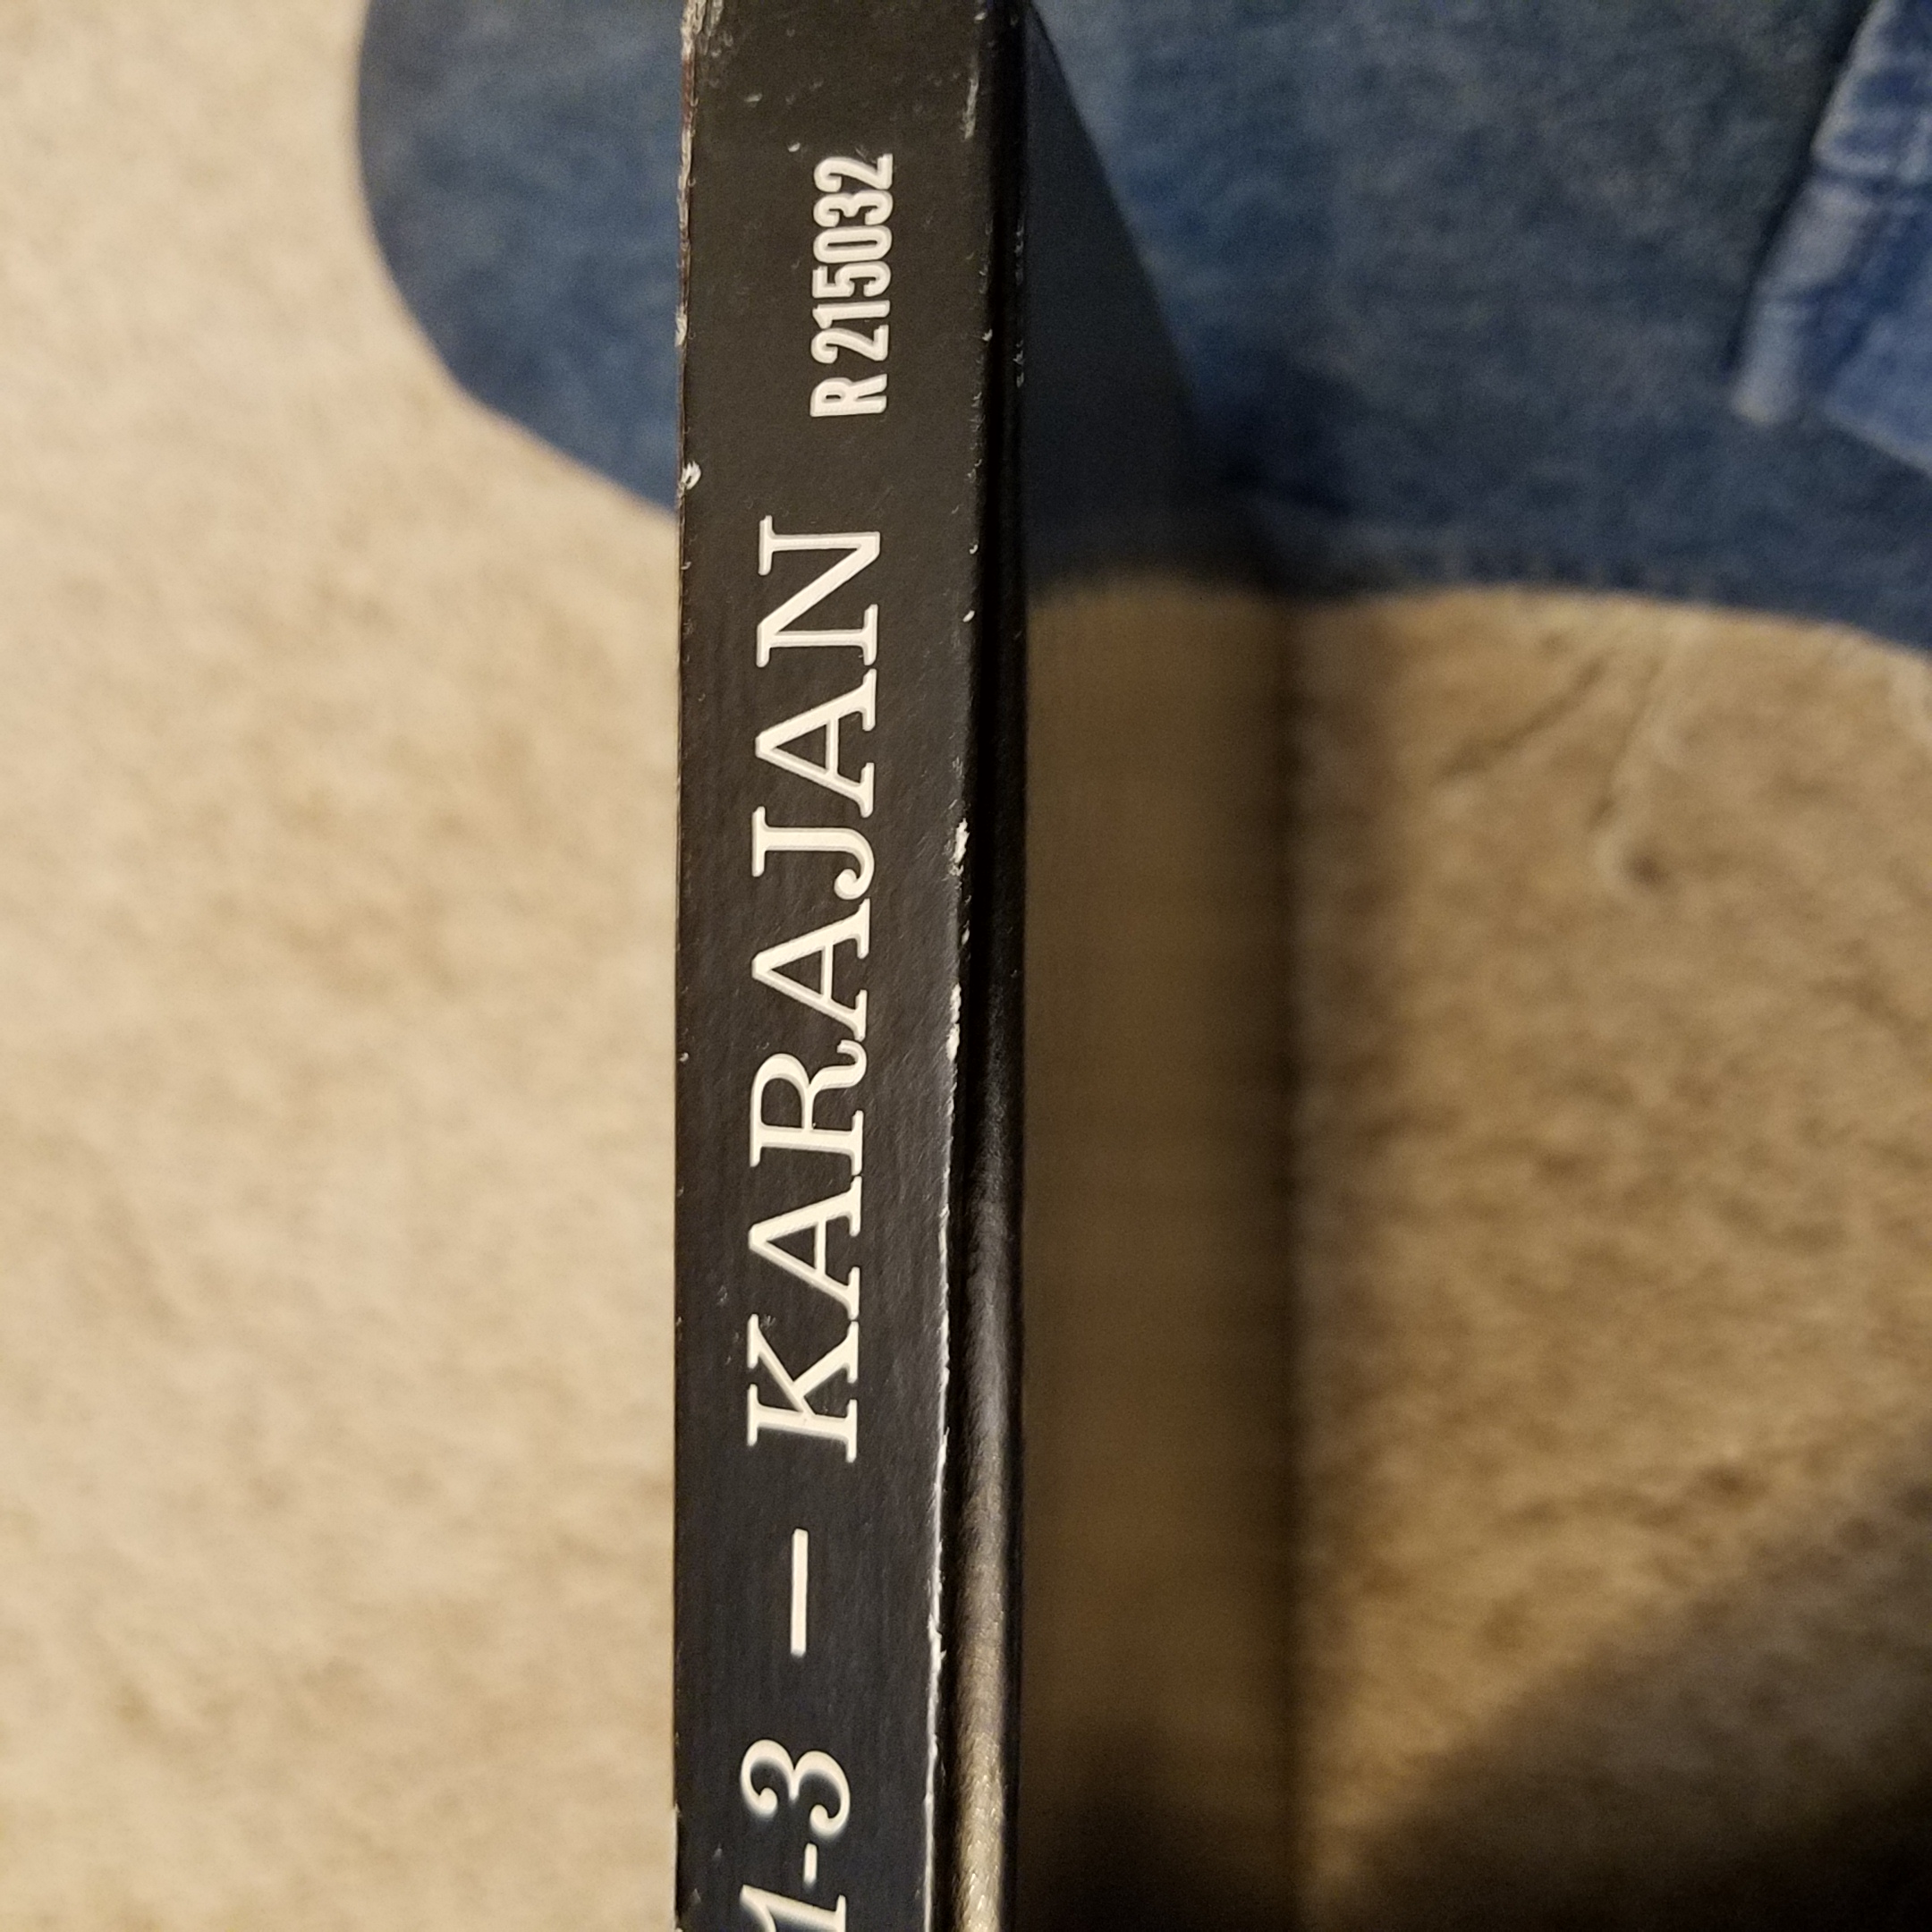 1-3 — KARAJAN R 215032